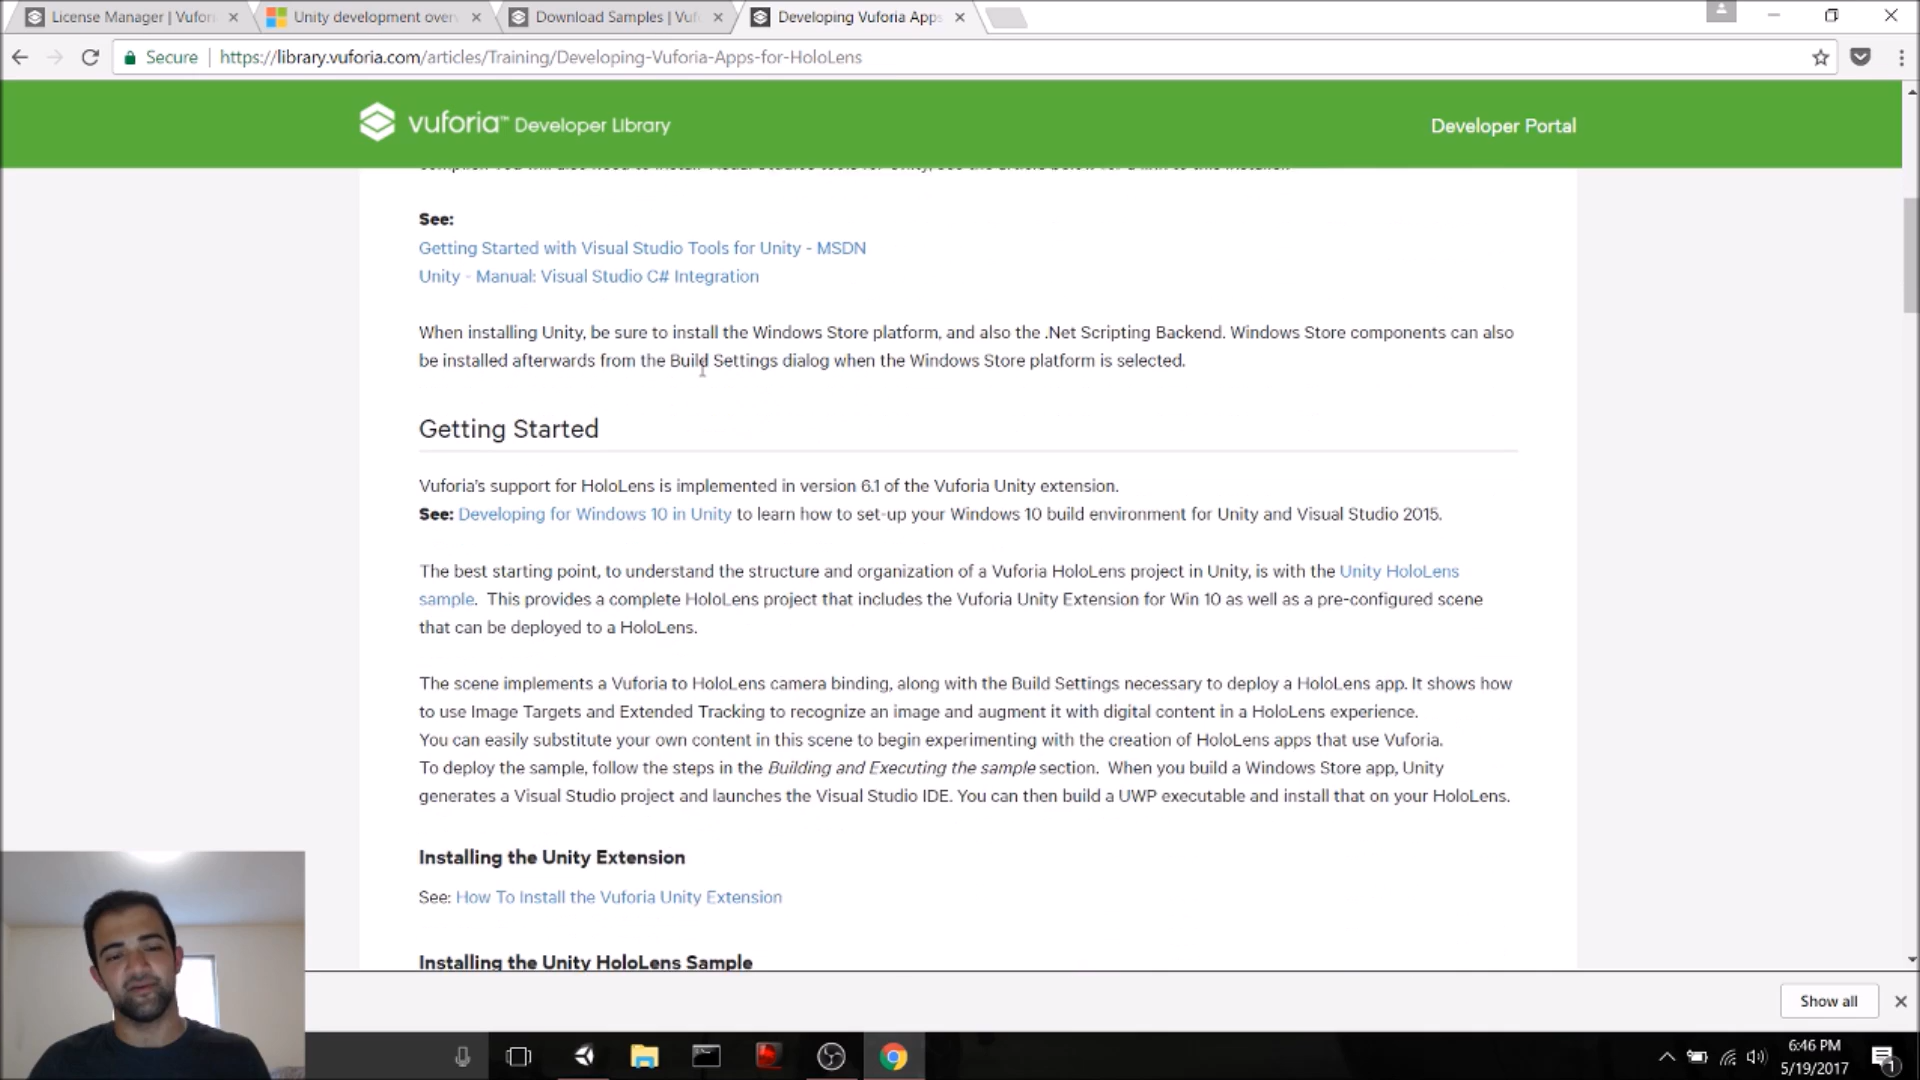 License Manager | Vufor
Unity development over
Download Samples | Vuf
Developing Vuforia Apps
Secure
https://library.vuforia.com/articles/Training/Developing-Vuforia-Apps-for-HoloLens
vuforia™ Developer Library
Developer Portal
See:
Getting Started with Visual Studio Tools for Unity - MSDN
Unity - Manual: Visual Studio C# Integration
When installing Unity, be sure to install the Windows Store platform, and also the .Net Scripting Backend. Windows Store components can also
be installed afterwards from the Build Settings dialog when the Windows Store platform is selected.
Getting Started
Vuforia's support for HoloLens is implemented in version 6.1 of the Vuforia Unity extension.
See: Developing for Windows 10 in Unity to learn how to set-up your Windows 10 build environment for Unity and Visual Studio 2015.
The best starting point, to understand the structure and organization of a Vuforia HoloLens project in Unity, is with the Unity HoloLens
sample. This provides a complete HoloLens project that includes the Vuforia Unity Extension for Win 10 as well as a pre-configured scene
that can be deployed to a HoloLens.
The scene implements a Vuforia to HoloLens camera binding, along with the Build Settings necessary to deploy a HoloLens app. It shows how
to use Image Targets and Extended Tracking to recognize an image and augment it with digital content in a HoloLens experience.
You can easily substitute your own content in this scene to begin experimenting with the creation of HoloLens apps that use Vuforia.
To deploy the sample, follow the steps in the Building and Executing the sample section. When you build a Windows Store app, Unity
generates a Visual Studio project and launches the Visual Studio IDE. You can then build a UWP executable and install that on your HoloLens.
Installing the Unity Extension
See: How To Install the Vuforia Unity Extension
Installing the Unity HoloLens Sample
Show all
6:46 PM
5/19/2017
1